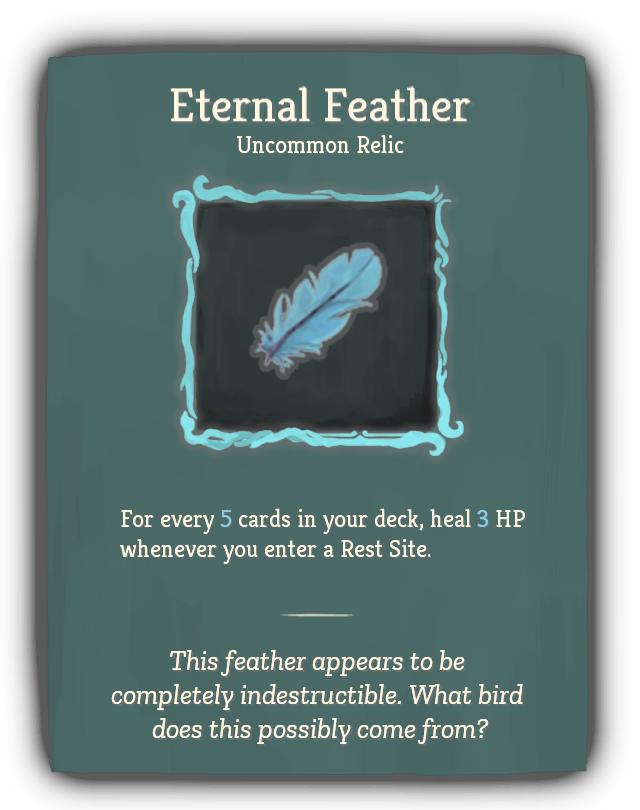 Eternal Feather
Uncommon Relic
For every 5 cards in your deck, heal 3 HP
whenever you enter a Rest Site.
This feather appears to be
completely indestructible. What bird
does this possibly come from?